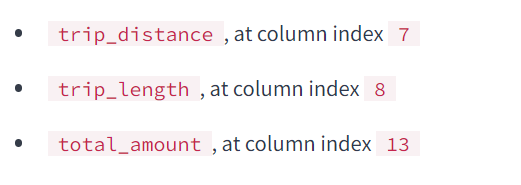 • trip_distance , at column index 7
• trip_length , at column index 8
• total_amount , at column index 13